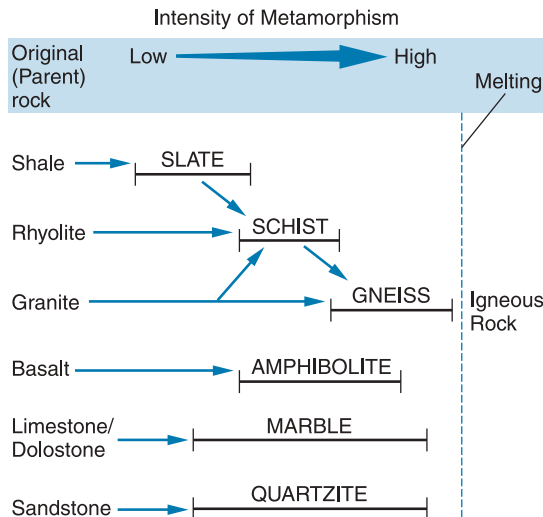 Intensity of Metamorphism
Original
(Parent)
rock
Low
High
Melting
Shale
SLATE
Rhyolite
SCHIST
Granite
GNEISS
Igneous
Rock
Basalt
AMPHIBOLITE
Limestone/
Dolostone
MARBLE
Sandstone
QUARTZITE